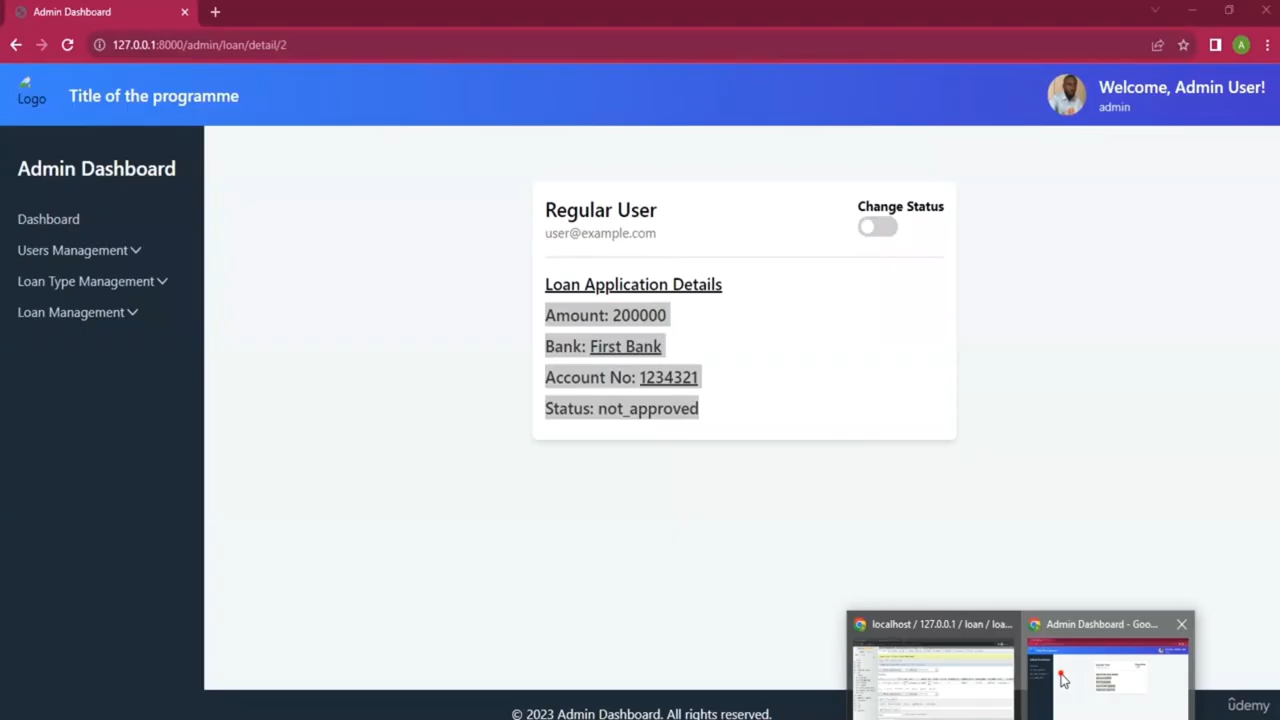 Admin Dashboard
127.0.0.1:8000/admin/loan/detail/2
A
Logo
Title of the programme
Welcome, Admin User!
admin
Admin Dashboard
Dashboard
Users Management
Loan Type Management
Loan Management
Regular User
user@example.com
Change Status
Loan Application Details
Amount: 200000
Bank: First Bank
Account No: 1234321
Status: not_approved
localhost / 127.0.0.1 / loan / loa...
Admin Dashboard - Goo...
© 2023 Admin Dashboard. All rights reserved.
Udemy